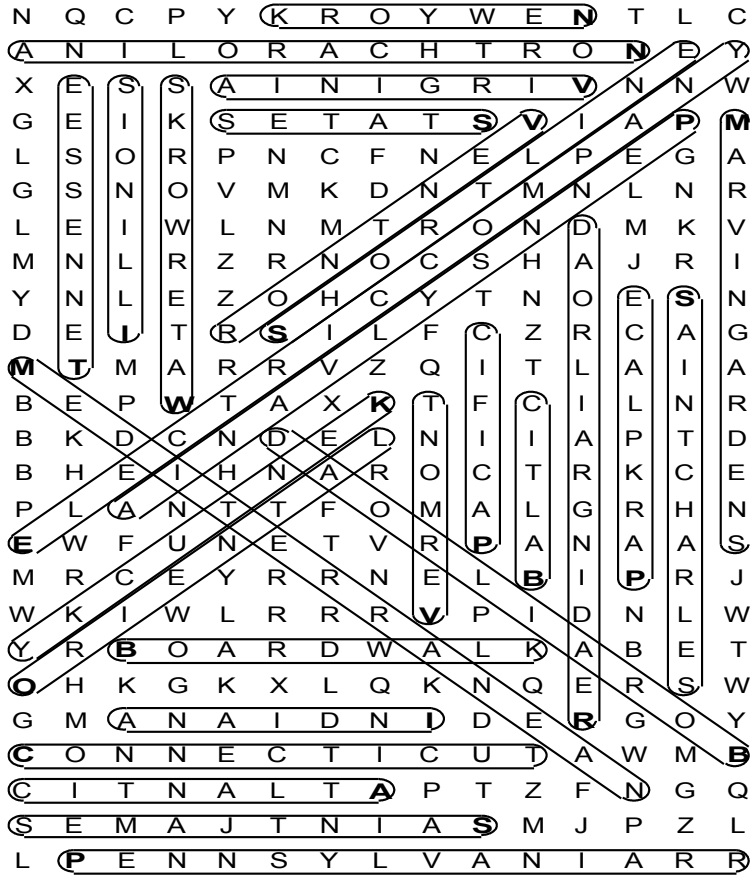 N Q C P Y K R O Y W E N T L C
A N I L O R A C H T R O N E Y
X E S S A I N I G R I V N N W
G E I K S E T A T S V I A P M
L S O R P N C F N E L P E G A
G S N O V M K D N T M N L N R
L E I W L N M T R O N D M K V
M N L R Z R N O C S H A J R I
Y N L E Z O H C Y T N O E S N
D E I T R S I L F C Z R C A G
M T M A R R V Z Q I T L A I A
B E P W T A X K T F C I L N R
B K D C N D E L N I I A P T D
B H E I H N A R O C T R K C E
P L A N T T F O M A L G R H N
E W F U N E T V R P A N A A S
M R C E Y R R N E L B I P R J
W K I W L R R R V P I D N L W
Y R B O A R D W A L K A B E T
O H K G K X L Q K N Q E R S W
G M A N A I D N I D E R G O Y
C O N N E C T I C U T A W M B
C I T N A L T A P T Z F N G Q
S E M A J T N I A S M J P Z L
L P E N N S Y L V A N I A R R